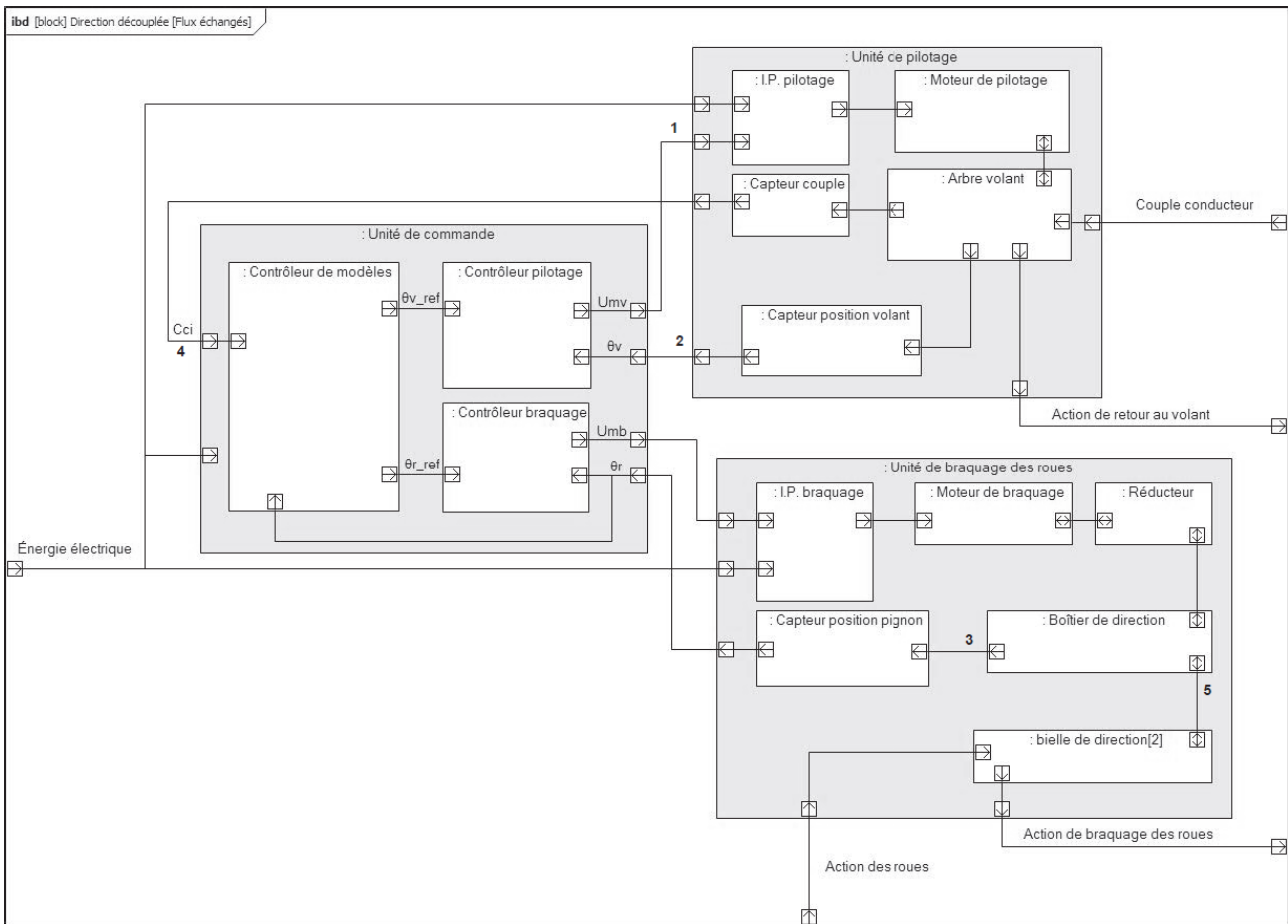 ibd [block] Direction découplée [Flux échangés]
: Unité ce pilotage
: I.P. pilotage
: Moteur de pilotage
1
: Capteur couple
: Arbre volant
Couple conducteur
: Unité de commande
: Contrôleur de modèles
: Contrôleur pilotage
θv_ref
Umv
: Capteur position volant
Cci
4
θv
2
: Contrôleur braquage
Action de retour au volant
Umb
θr_ref
θr
: Unité de braquage des roues
: I.P. braquage
: Moteur de braquage
: Réducteur
Énergie électrique
: Capteur position pignon
3
: Boîtier de direction
5
: bielle de direction[2]
Action de braquage des roues
Action des roues